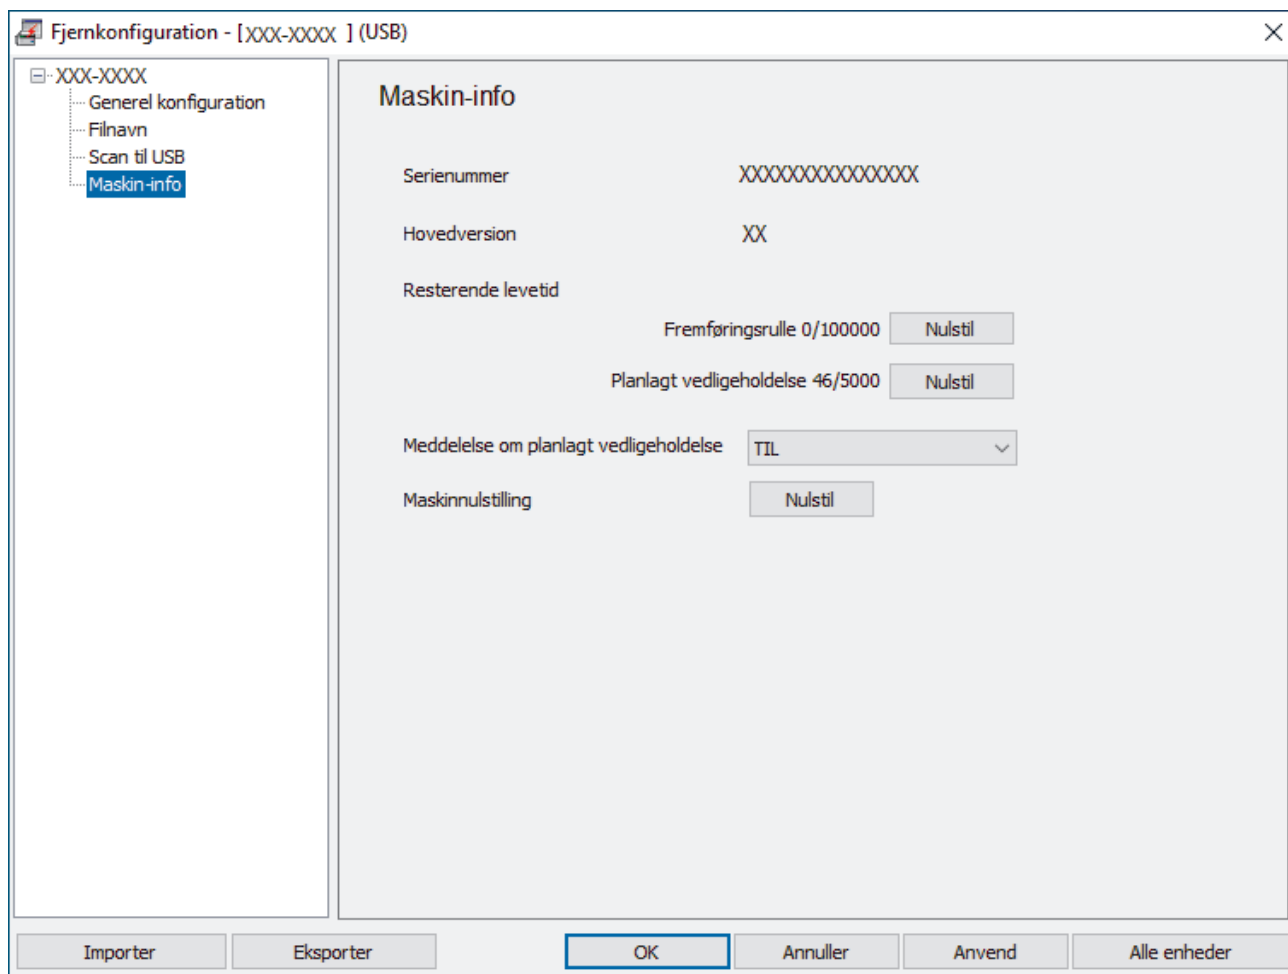 Fjernkonfiguration - [XXX-XXXX ] (USB)
XXX-XXXX
Generel konfiguration
Filnavn
Scan til USB
Maskin-info
Maskin-info
Serienummer XXXXXXXXXXXXXXX
Hovedversion XX
Resterende levetid
Fremføringsrulle 0/100000 Nulstil
Planlagt vedligeholdelse 46/5000 Nulstil
Meddelelse om planlagt vedligeholdelse TIL
Maskinnulstilling Nulstil
Importer Eksporter OK Annuller Anvend Alle enheder